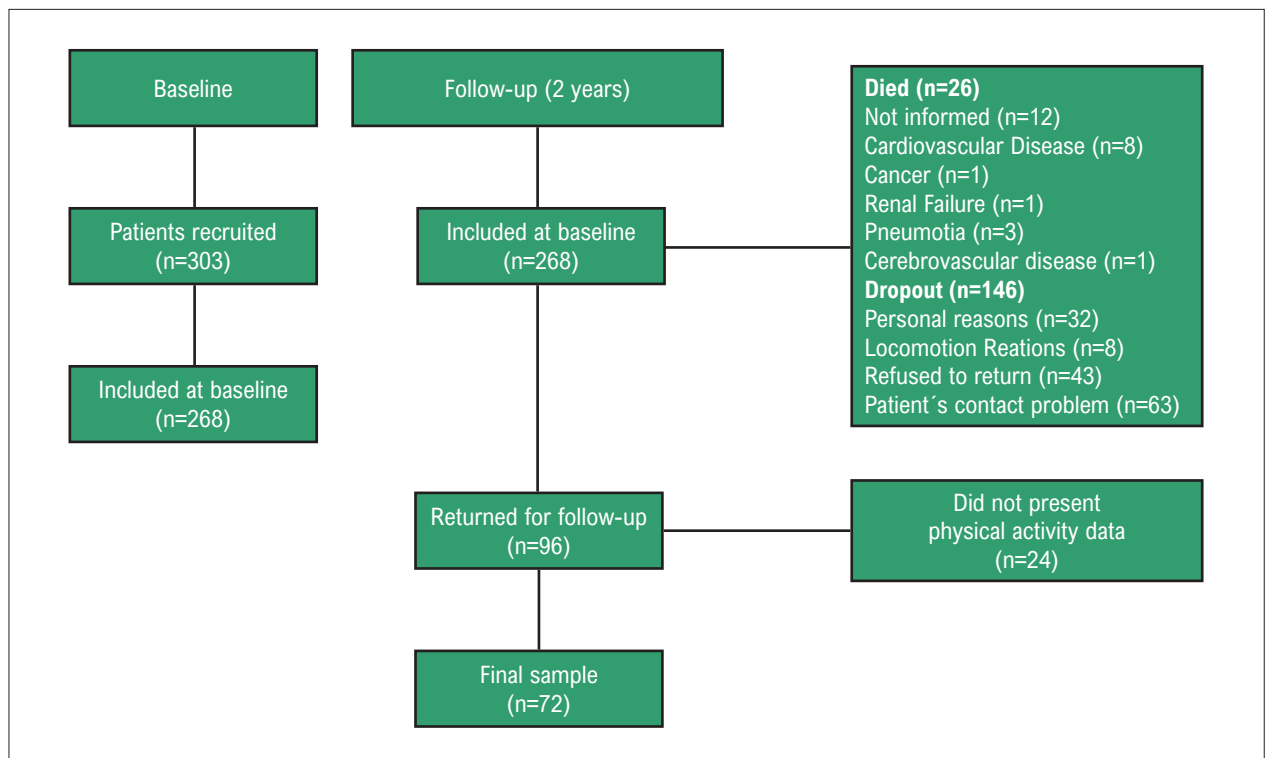 Baseline
Patients recruited
(n=303)
Included at baseline
(n=268)
Follow-up (2 years)
Included at baseline
(n=268)
Died (n=26)
Not informed (n=12)
Cardiovascular Disease (n=8)
Cancer (n=1)
Renal Failure (n=1)
Pneumotia (n=3)
Cerebrovascular disease (n=1)
Dropout (n=146)
Personal reasons (n=32)
Locomotion Reations (n=8)
Refused to return (n=43)
Patient´s contact problem (n=63)
Returned for follow-up
(n=96)
Did not present
physical activity data
(n=24)
Final sample
(n=72)